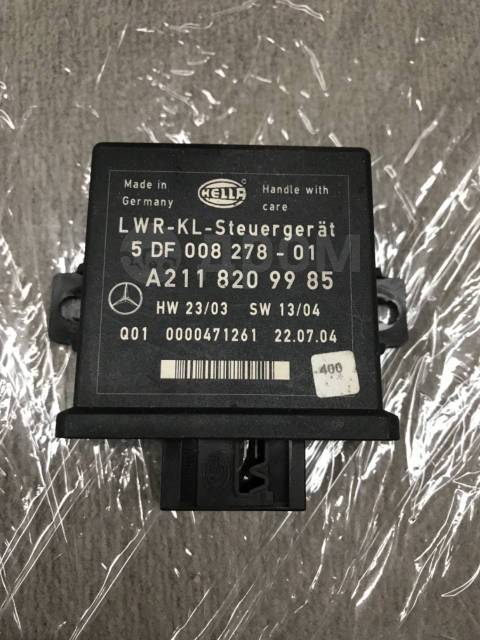 Made in
Germany
HELLA
Handle with
care
LWR-KL-Steuergerät
5 DF 008 278 - 01
A211 820 99 85
HW 23/03 SW 13/04
Q01 0000471261 22.07.04
400